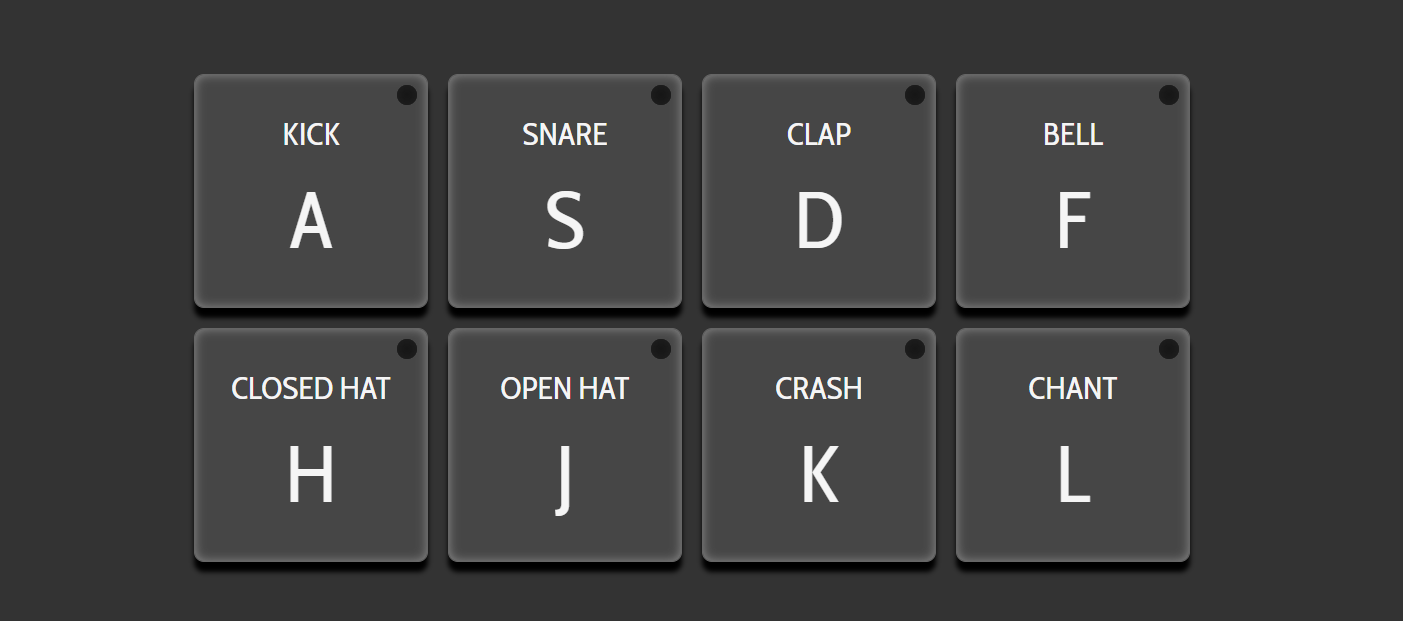 KICK SNARE CLAP BELL
A S D F
CLOSED HAT OPEN HAT CRASH CHANT
H J K L